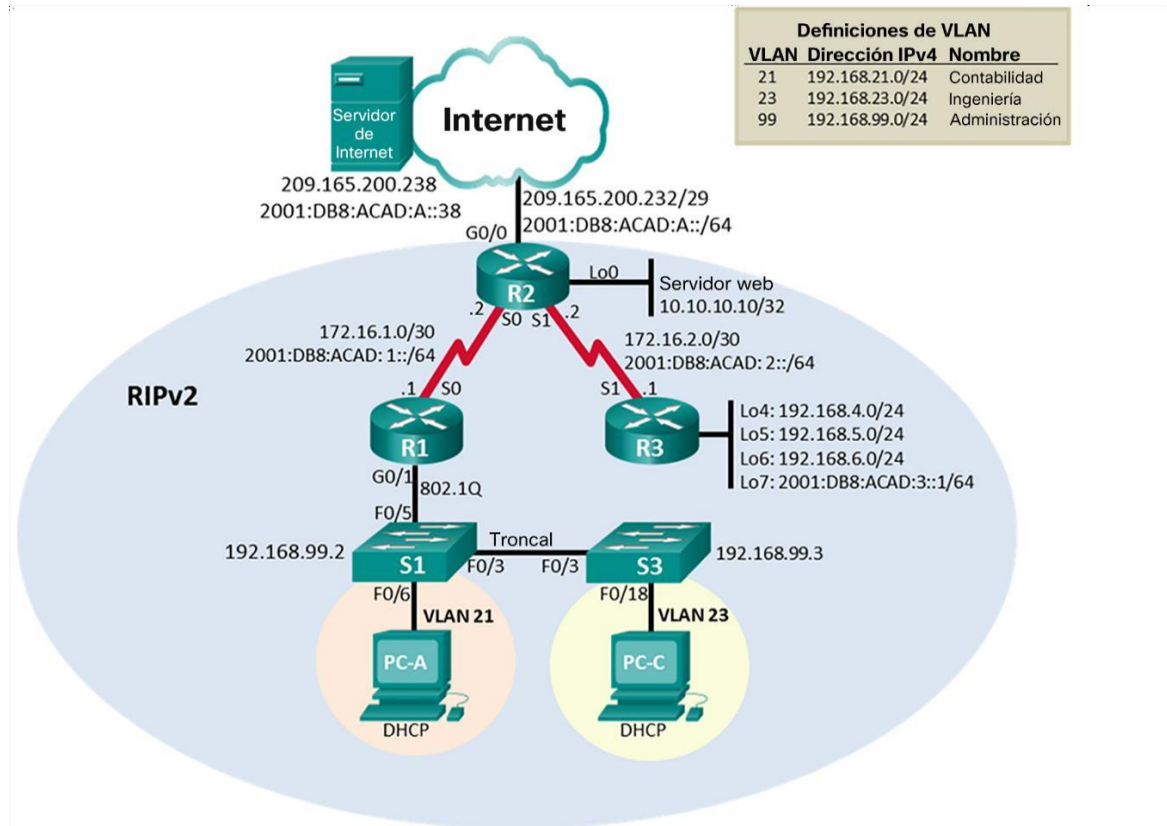 Definiciones de VLAN
VLAN Dirección IPv4 Nombre
21 192.168.21.0/24 Contabilidad
23 192.168.23.0/24 Ingeniería
99 192.168.99.0/24 Administración
Servidor
de
Internet
Internet
209.165.200.238
2001:DB8:ACAD:A::38
209.165.200.232/29
2001:DB8:ACAD:A::/64
G0/0
R2
Lo0
Servidor web
10.10.10.10/32
.2 S0 S1 .2
172.16.1.0/30
2001:DB8:ACAD: 1::/64
172.16.2.0/30
2001:DB8:ACAD: 2::/64
RIPv2
.1 S0
S1 .1
R1
R3
Lo4: 192.168.4.0/24
Lo5: 192.168.5.0/24
Lo6: 192.168.6.0/24
Lo7: 2001:DB8:ACAD:3::1/64
G0/1
802.1Q
F0/5
192.168.99.2
S1
Troncal
F0/3 F0/3
S3
192.168.99.3
F0/6
VLAN 21
F0/18
VLAN 23
PC-A
DHCP
PC-C
DHCP